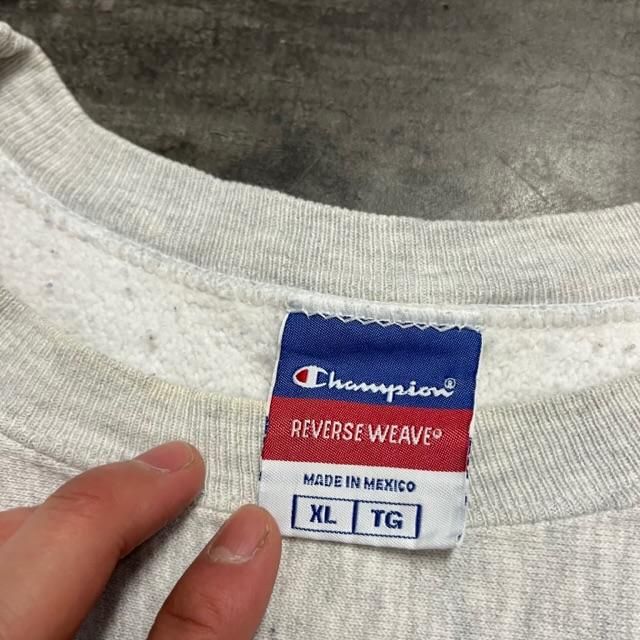 Champion®
REVERSE WEAVE®
MADE IN MEXICO
XL TG